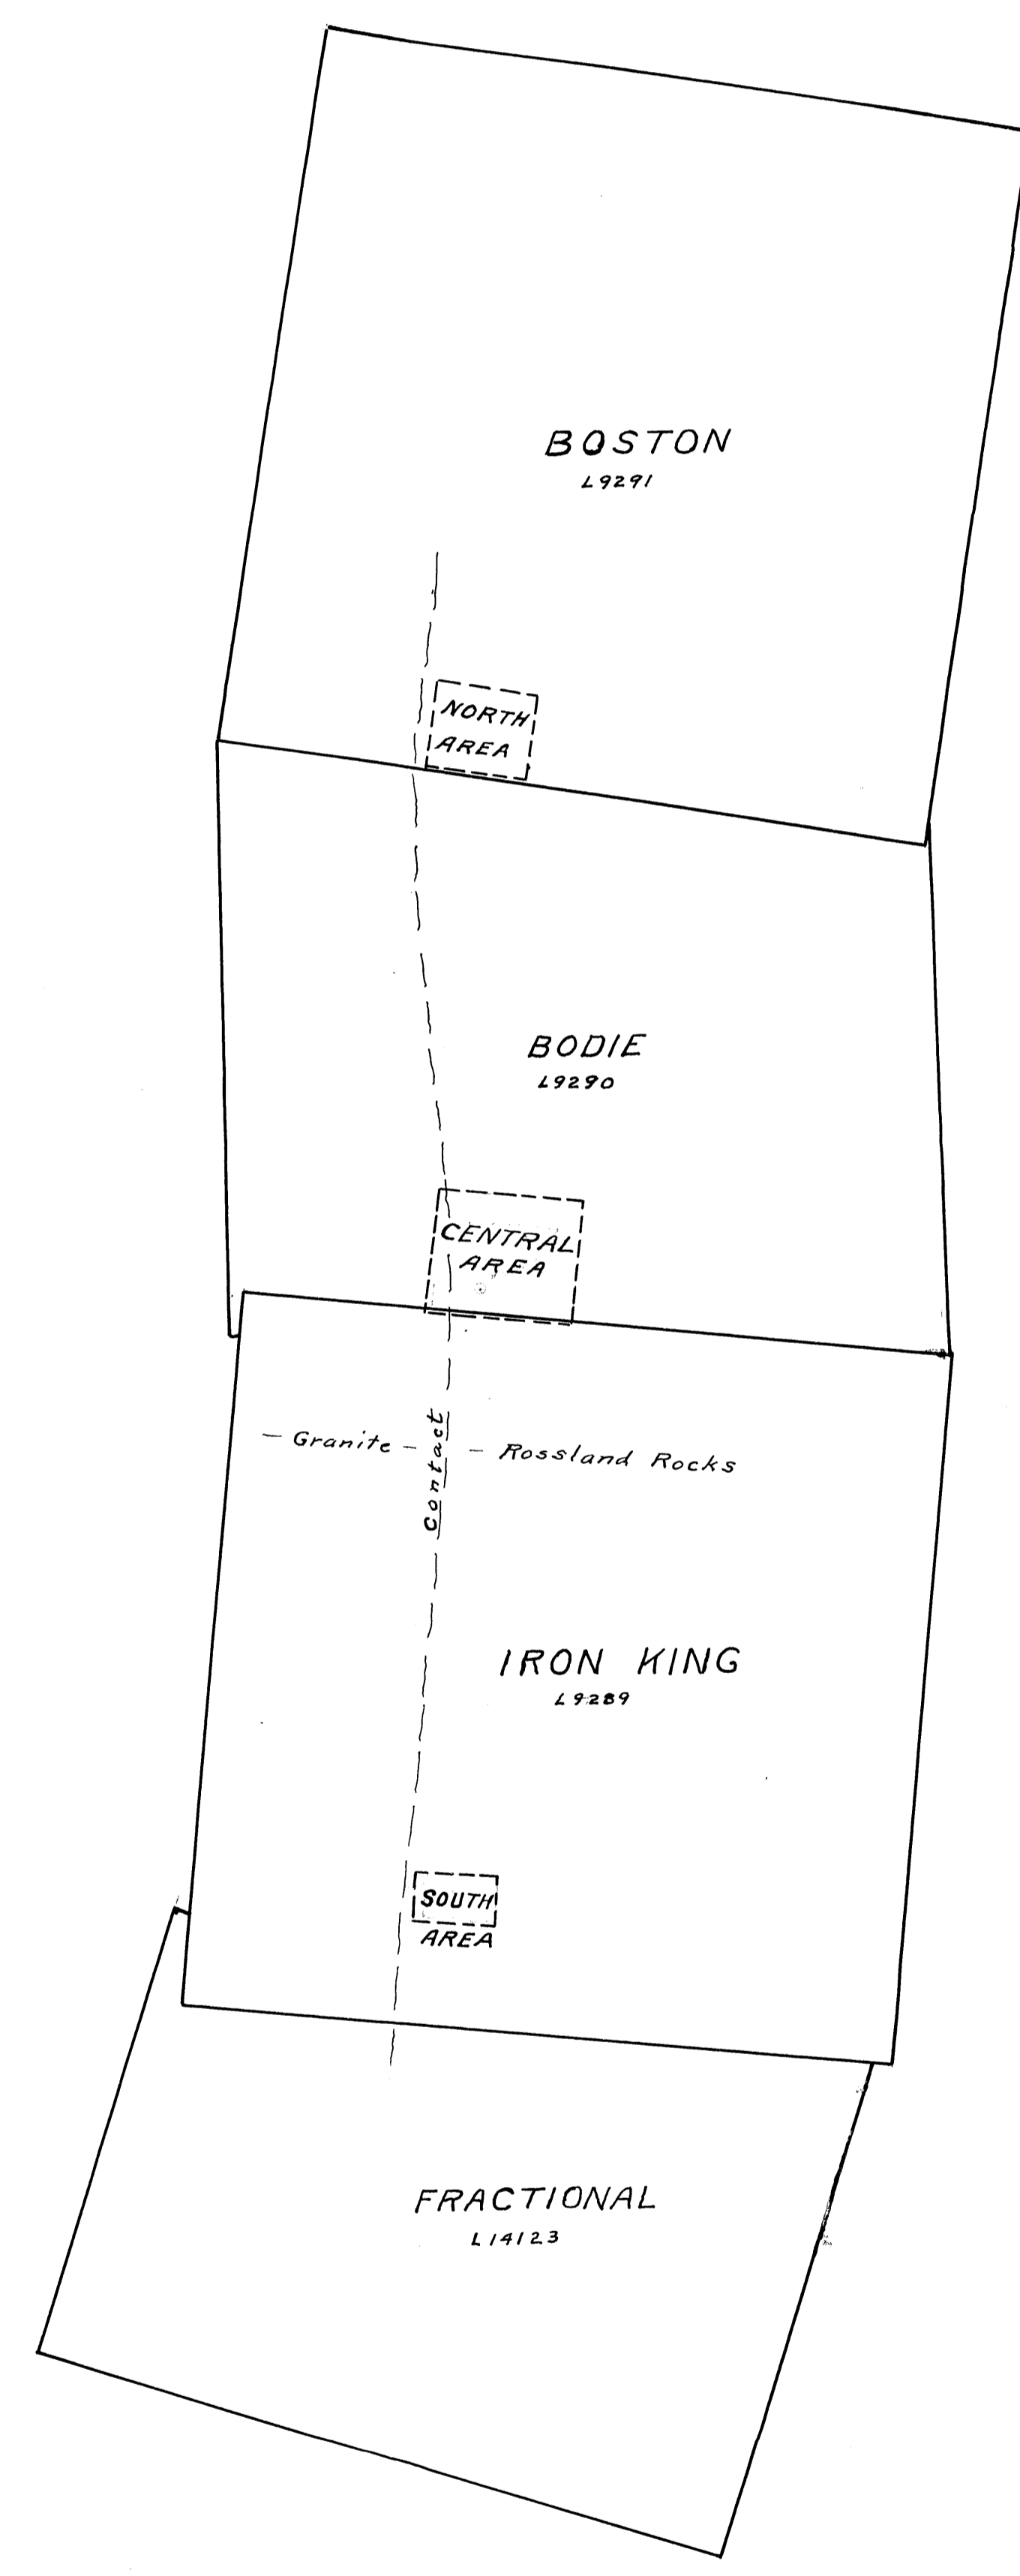 BOSTON
L9291
NORTH
AREA
BODIE
L9290
CENTRAL
AREA
— Granite —
Contact
— Rossland Rocks
IRON KING
L9289
SOUTH
AREA
FRACTIONAL
L14123